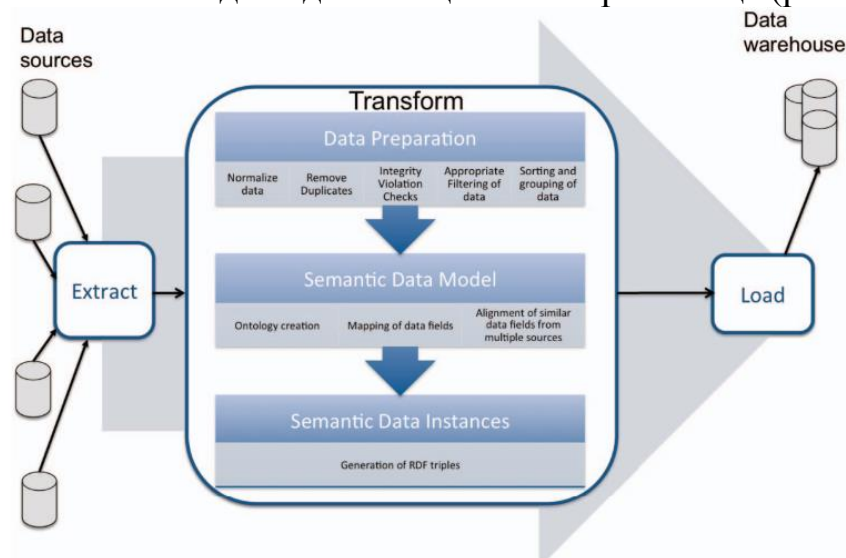 Data
sources
Data
warehouse
Transform
Data Preparation
Normalize
data
Remove
Duplicates
Integrity
Violation
Checks
Appropriate
Filtering of
data
Sorting and
grouping of
data
Extract
Semantic Data Model
Ontology creation
Mapping of data fields
Alignment of similar
data fields from
multiple sources
Load
Semantic Data Instances
Generation of RDF triples